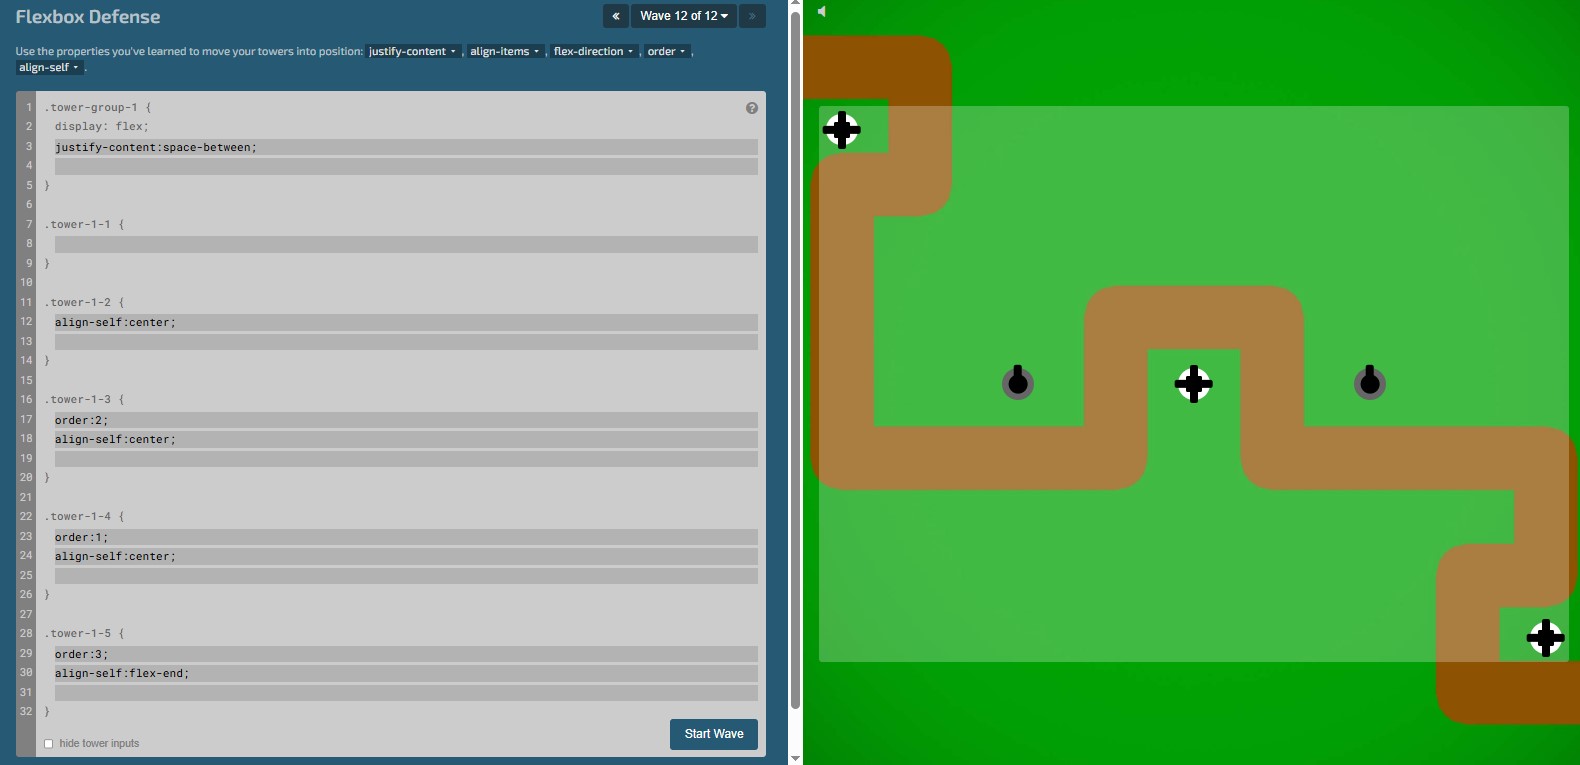 Flexbox Defense
« Wave 12 of 12 »
Use the properties you've learned to move your towers into position: justify-content , align-items , flex-direction , order ,
align-self .
1 .tower-group-1 { ?
2 display: flex;
3 justify-content:space-between;
4
5 }
6
7 .tower-1-1 {
8
9 }
10
11 .tower-1-2 {
12 align-self:center;
13
14 }
15
16 .tower-1-3 {
17 order:2;
18 align-self:center;
19
20 }
21
22 .tower-1-4 {
23 order:1;
24 align-self:center;
25
26 }
27
28 .tower-1-5 {
29 order:3;
30 align-self:flex-end;
31
32 }
hide tower inputs
Start Wave